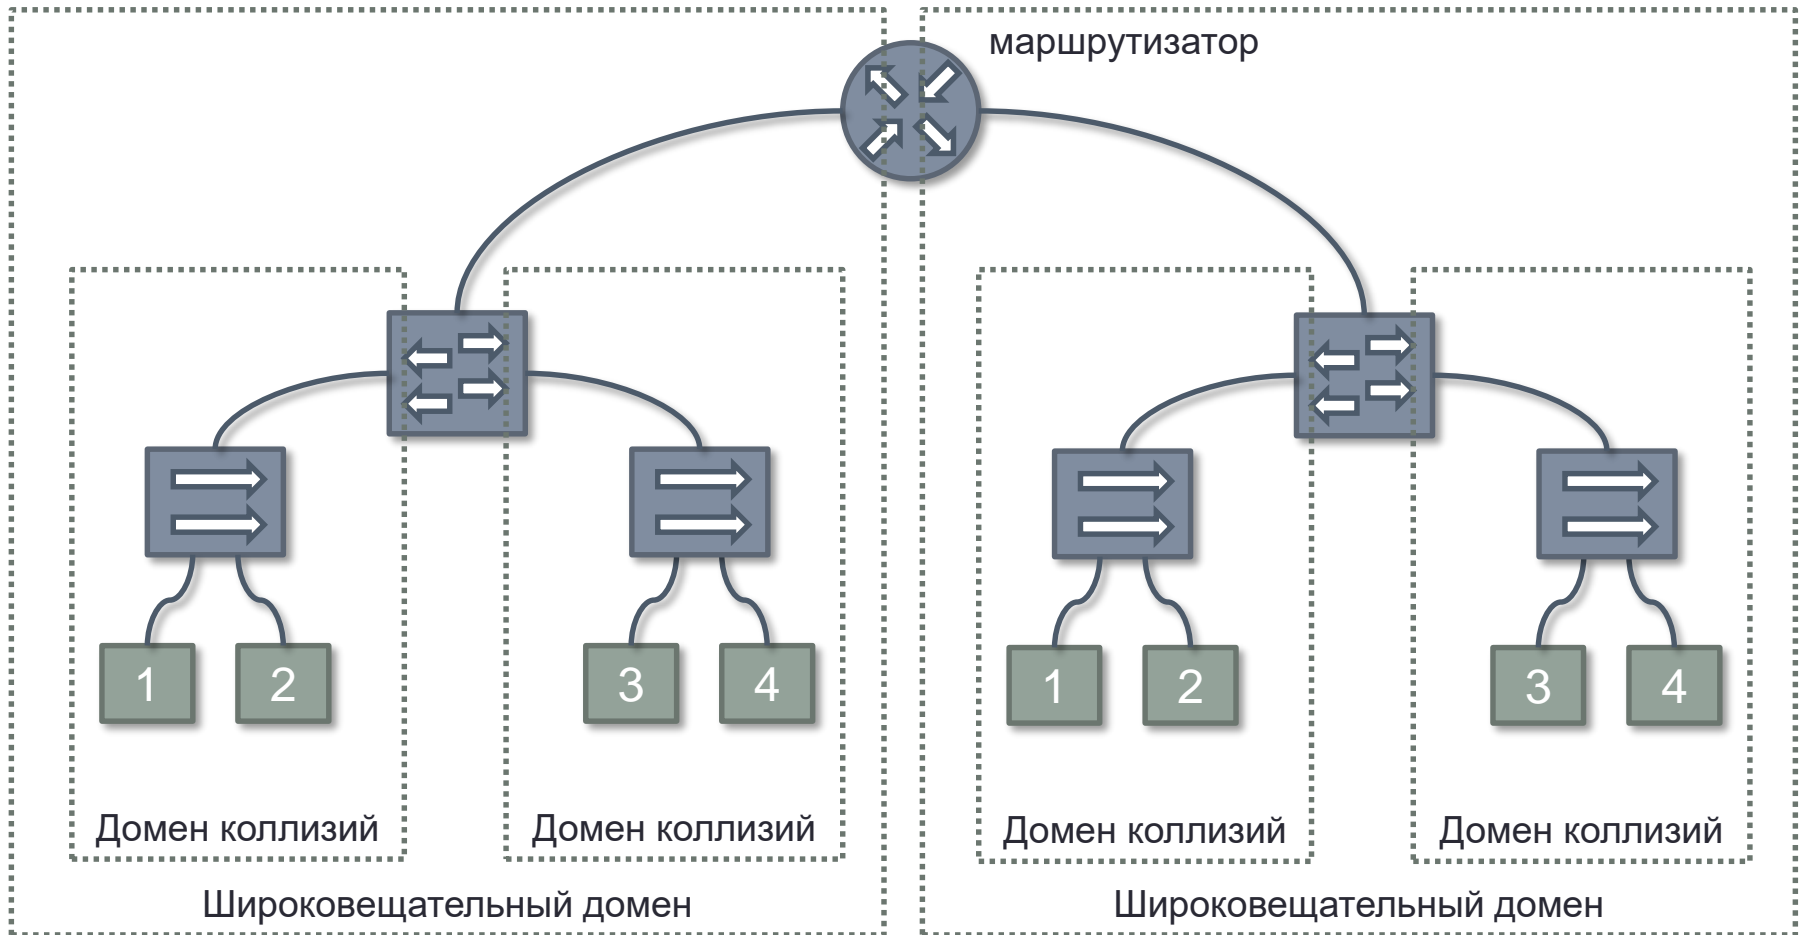 маршрутизатор
1 2 3 4 1 2 3 4
Домен коллизий Домен коллизий Домен коллизий Домен коллизий
Широковещательный домен Широковещательный домен